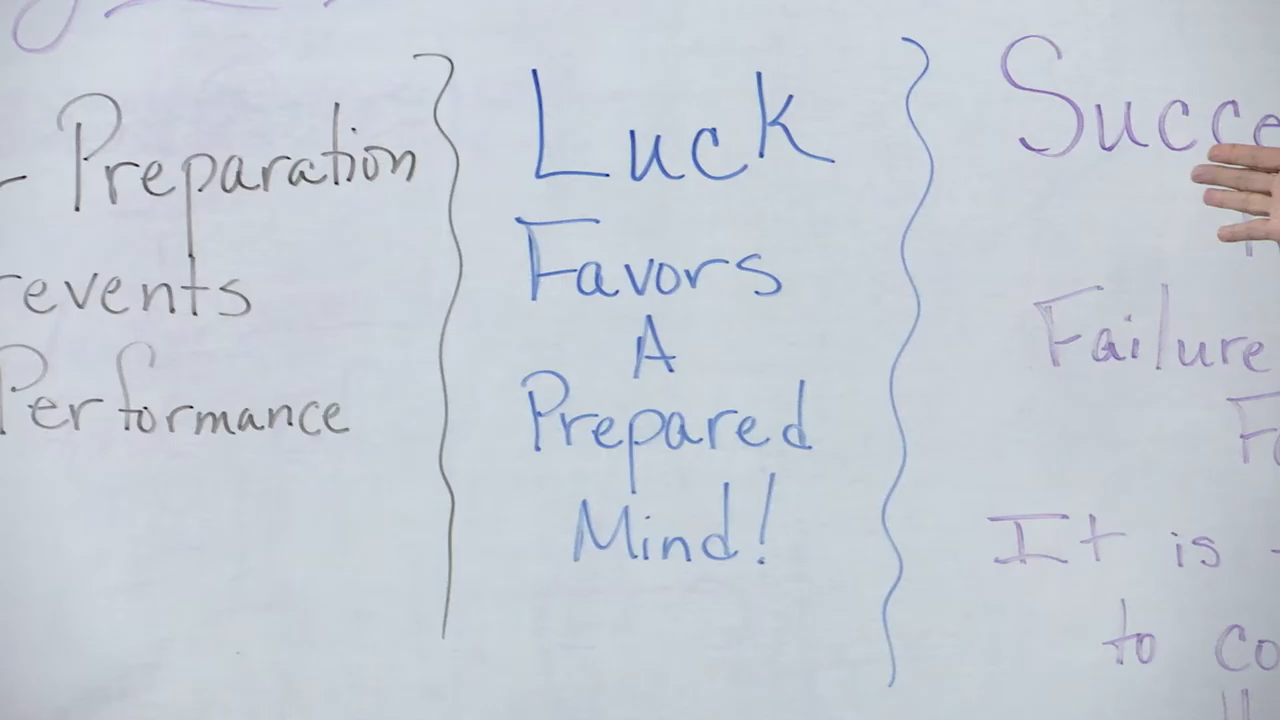 - Preparation
revents
Performance
Luck
Favors
A
Prepared
Mind!
Succe
Failure
It is
to co